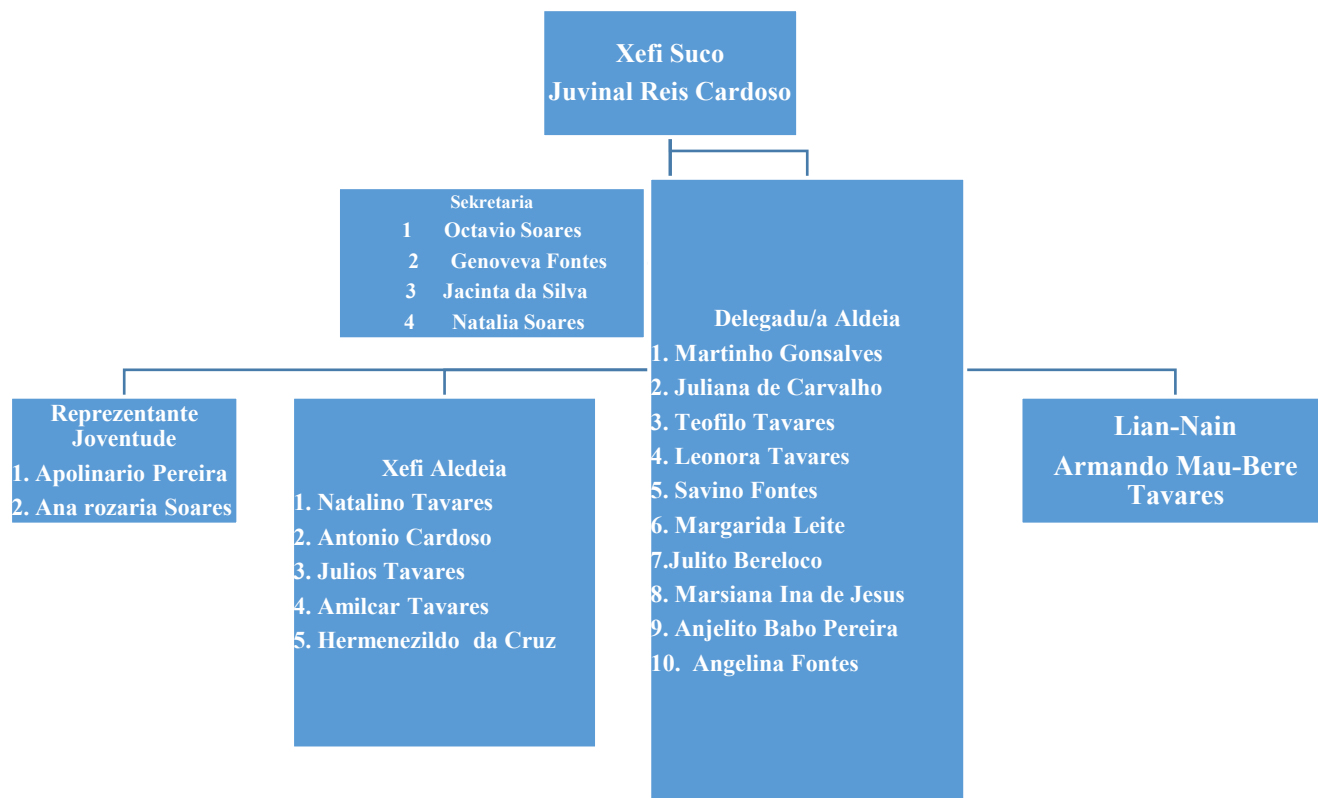 Xefi Suco
Juvinal Reis Cardoso
Sekretaria
1 Octavio Soares
2 Genoveva Fontes
3 Jacinta da Silva
4 Natalia Soares
Delegadu/a Aldeia
1. Martinho Gonsalves
2. Juliana de Carvalho
3. Teofilo Tavares
4. Leonora Tavares
5. Savino Fontes
6. Margarida Leite
7.Julito Bereloco
8. Marsiana Ina de Jesus
9. Anjelito Babo Pereira
10. Angelina Fontes
Reprezentante
Joventude
1. Apolinario Pereira
2. Ana rozaria Soares
Xefi Aledeia
1. Natalino Tavares
2. Antonio Cardoso
3. Julios Tavares
4. Amilcar Tavares
5. Hermenezildo da Cruz
Lian-Nain
Armando Mau-Bere
Tavares